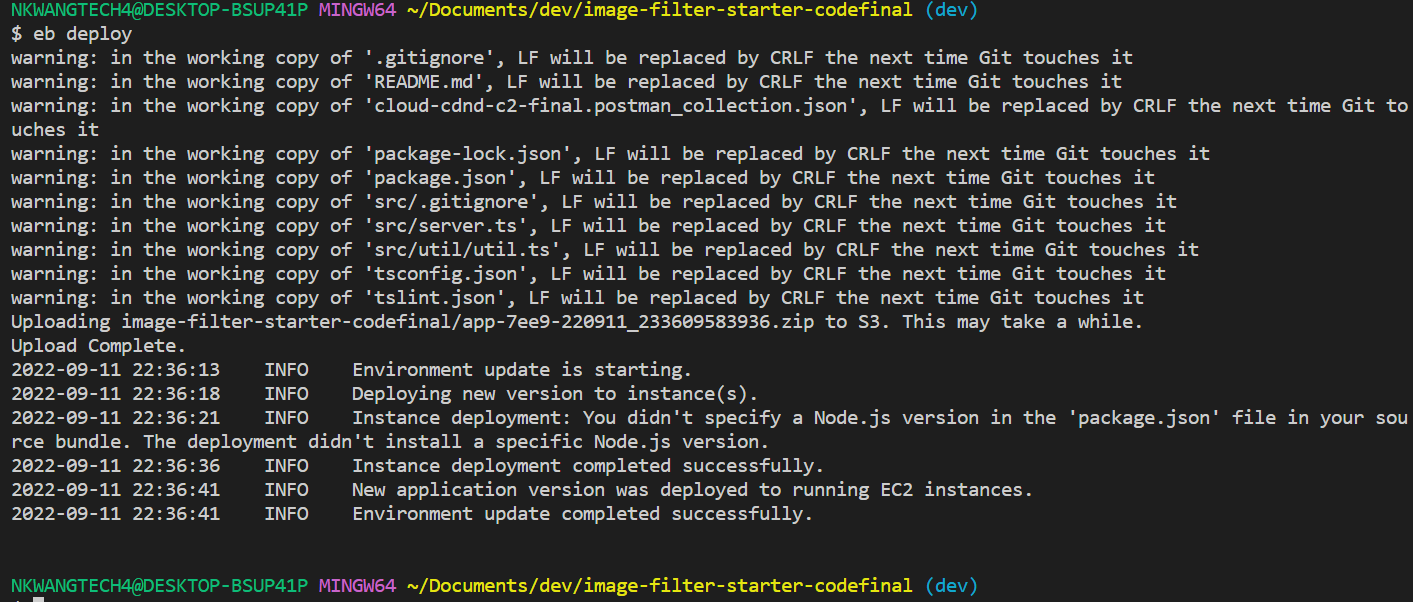 NKWANGTECH4@DESKTOP-BSUP41P MINGW64 ~/Documents/dev/image-filter-starter-codefinal (dev)
$ eb deploy
warning: in the working copy of '.gitignore', LF will be replaced by CRLF the next time Git touches it
warning: in the working copy of 'README.md', LF will be replaced by CRLF the next time Git touches it
warning: in the working copy of 'cloud-cdnd-c2-final.postman_collection.json', LF will be replaced by CRLF the next time Git to
uches it
warning: in the working copy of 'package-lock.json', LF will be replaced by CRLF the next time Git touches it
warning: in the working copy of 'package.json', LF will be replaced by CRLF the next time Git touches it
warning: in the working copy of 'src/.gitignore', LF will be replaced by CRLF the next time Git touches it
warning: in the working copy of 'src/server.ts', LF will be replaced by CRLF the next time Git touches it
warning: in the working copy of 'src/util/util.ts', LF will be replaced by CRLF the next time Git touches it
warning: in the working copy of 'tsconfig.json', LF will be replaced by CRLF the next time Git touches it
warning: in the working copy of 'tslint.json', LF will be replaced by CRLF the next time Git touches it
Uploading image-filter-starter-codefinal/app-7ee9-220911_233609583936.zip to S3. This may take a while.
Upload Complete.
2022-09-11 22:36:13    INFO    Environment update is starting.
2022-09-11 22:36:18    INFO    Deploying new version to instance(s).
2022-09-11 22:36:21    INFO    Instance deployment: You didn't specify a Node.js version in the 'package.json' file in your sou
rce bundle. The deployment didn't install a specific Node.js version.
2022-09-11 22:36:36    INFO    Instance deployment completed successfully.
2022-09-11 22:36:41    INFO    New application version was deployed to running EC2 instances.
2022-09-11 22:36:41    INFO    Environment update completed successfully.
NKWANGTECH4@DESKTOP-BSUP41P MINGW64 ~/Documents/dev/image-filter-starter-codefinal (dev)